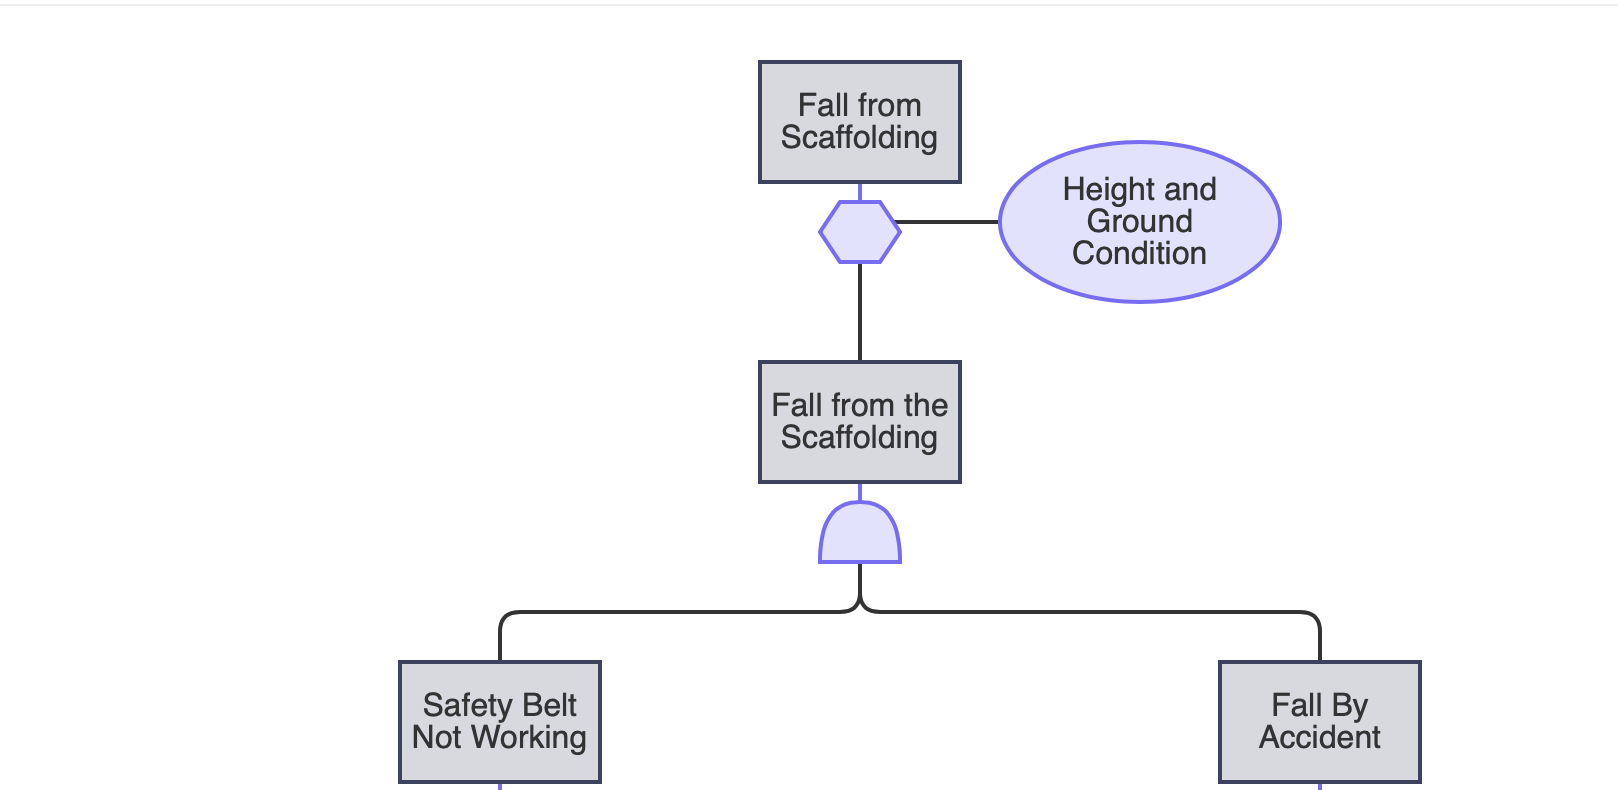 Fall from
Scaffolding
Height and
Ground
Condition
Fall from the
Scaffolding
Safety Belt
Not Working
Fall By
Accident